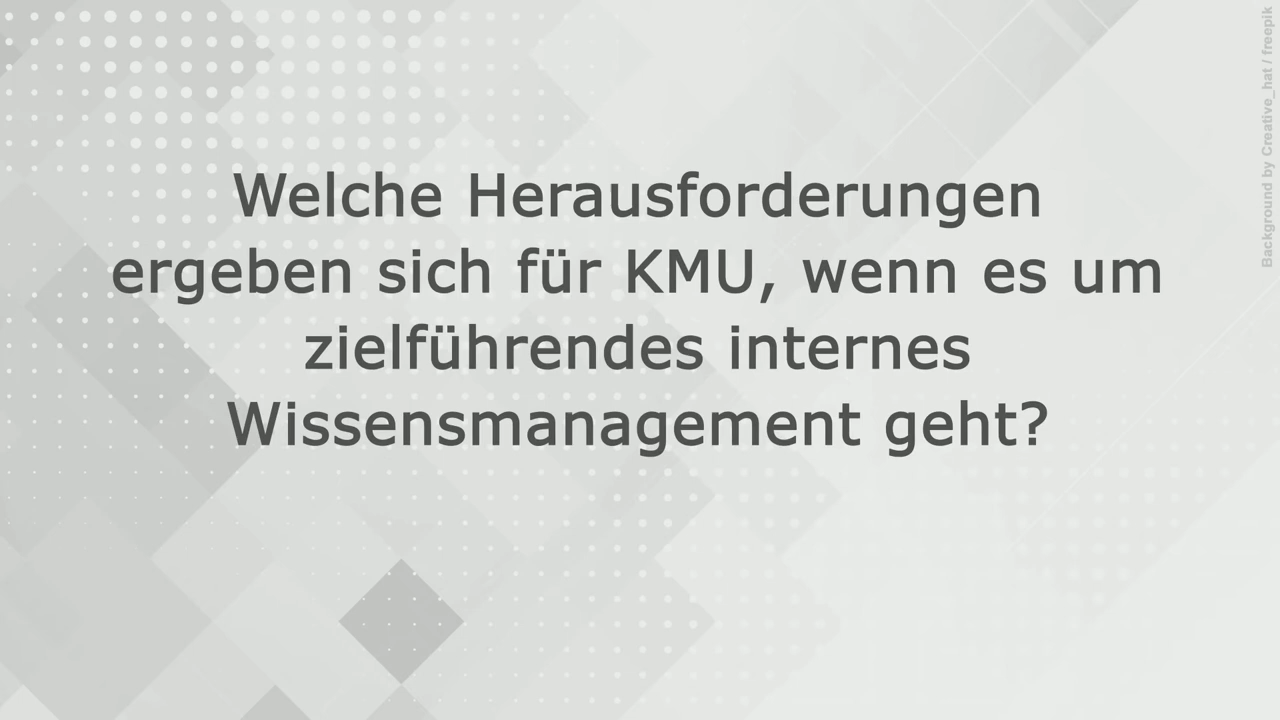 Welche Herausforderungen
ergeben sich für KMU, wenn es um
zielführendes internes
Wissensmanagement geht?
Background by Creative_hat / freepik